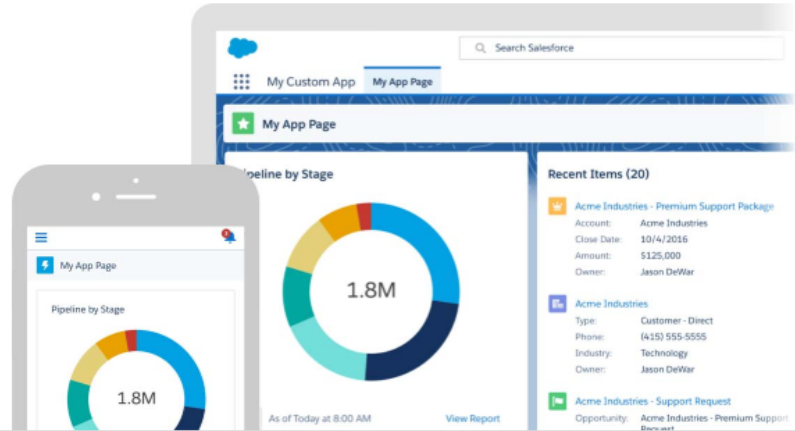 Search Salesforce
My Custom App My App Page
My App Page
peline by Stage
1.8M
As of Today at 8:00 AM View Report
Recent Items (20)
Acme Industries - Premium Support Package
Account: Acme Industries
Close Date: 10/4/2016
Amount: $125,000
Owner: Jason DeWar
Acme Industries
Type: Customer - Direct
Phone: (415) 555-5555
Industry: Technology
Owner: Jason DeWar
Acme Industries - Support Request
Opportunity: Acme Industries - Premium Support
Request
My App Page
Pipeline by Stage
1.8M